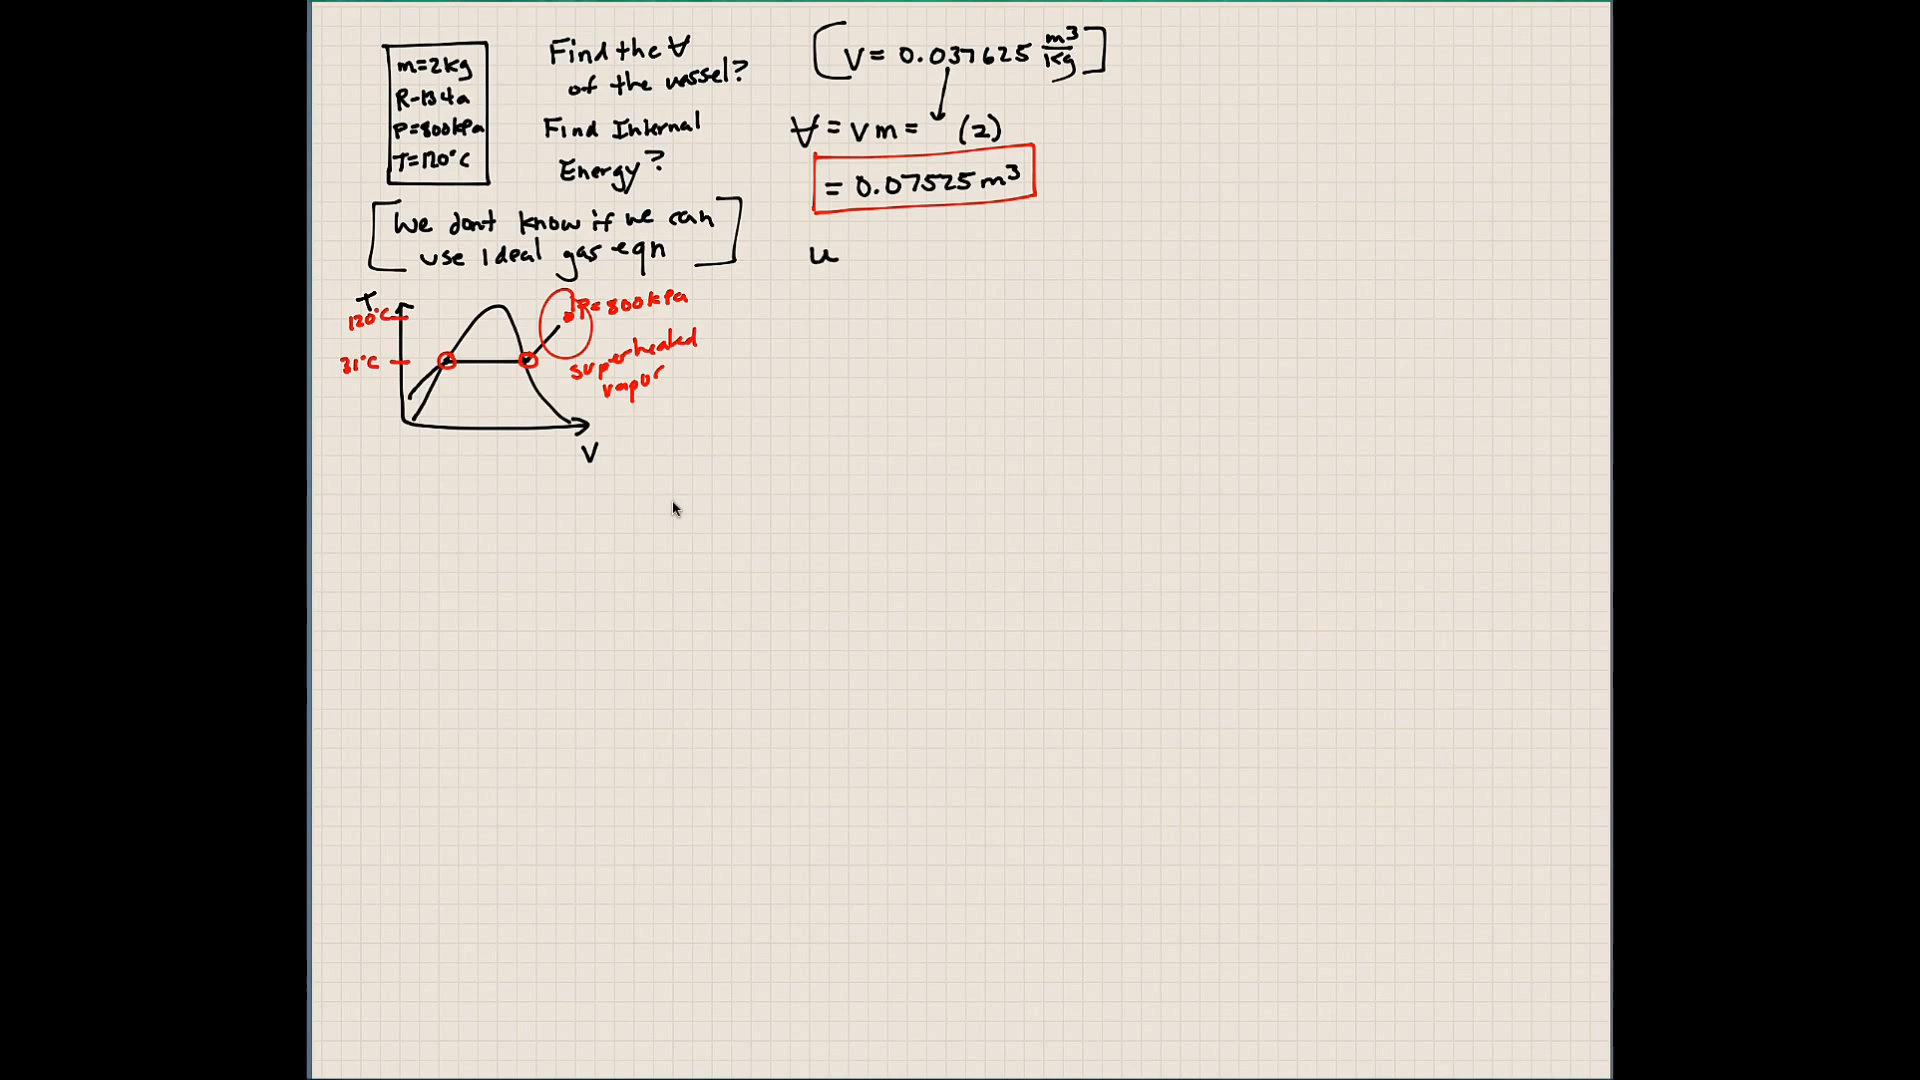 m=2kg
R-134a
P=800kPa
T=120°C
Find the V
of the vessel?
Find Internal
Energy?
[We dont know if we can
use Ideal gas eqn]
T
120°C
31°C
P=800kPa
superheated
vapor
V
[v = 0.037625 m³/kg]
V = vm = (2)
= 0.07525 m³
u